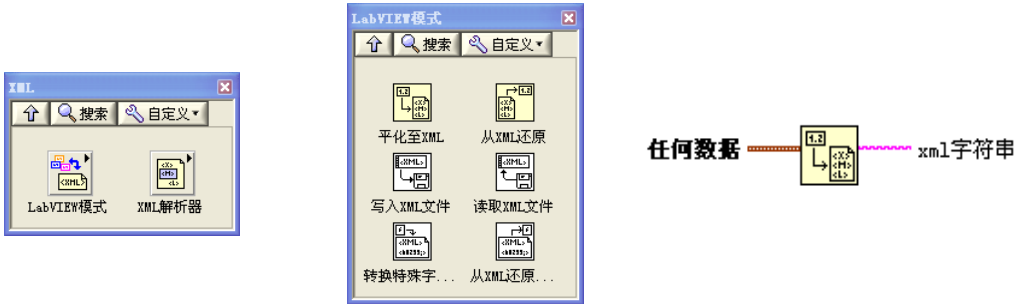 XML
搜索 自定义
LabVIEW模式 XML解析器
LabVIEW模式
搜索 自定义
平化至XML 从XML还原
写入XML文件 读取XML文件
转换特殊字... 从XML还原...
任何数据 xml字符串